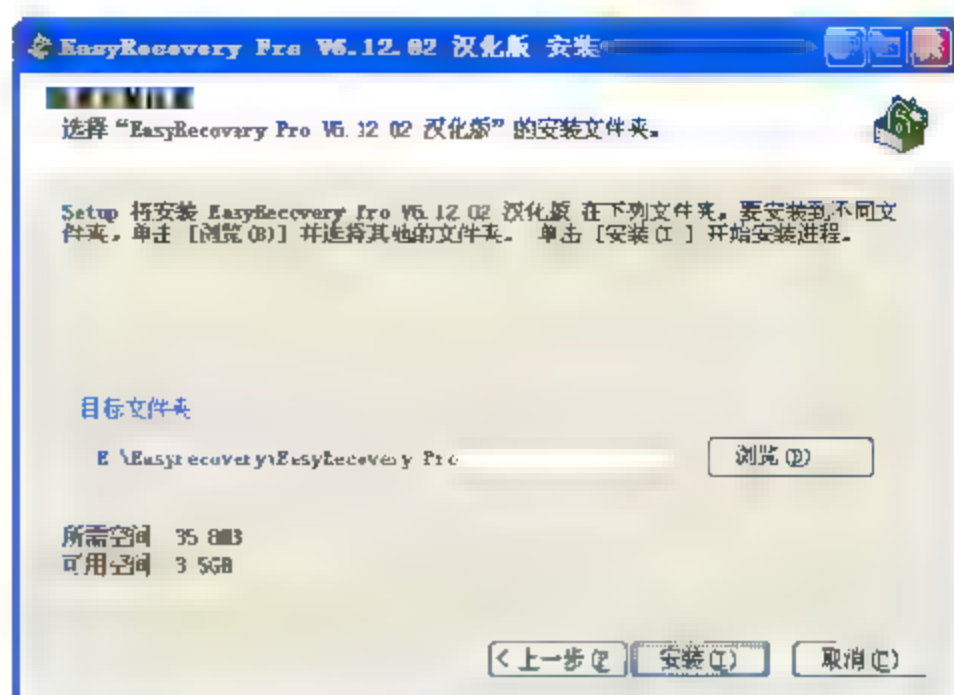 EasyRecovery Pro V6.12.02 汉化版 安装
选择“EasyRecovery Pro V6.12.02 汉化版”的安装文件夹。
Setup 将安装 EasyRecovery Pro V6.12.02 汉化版 在下列文件夹。要安装到不同文
件夹，单击 [浏览(B)] 并选择其他的文件夹。 单击 [安装(I)] 开始安装进程。
目标文件夹
E:\Easyrecovery\EasyRecovery Pro
浏览(B)
所需空间 35.8MB
可用空间 3.5GB
<上一步(P) 安装(I) 取消(C)